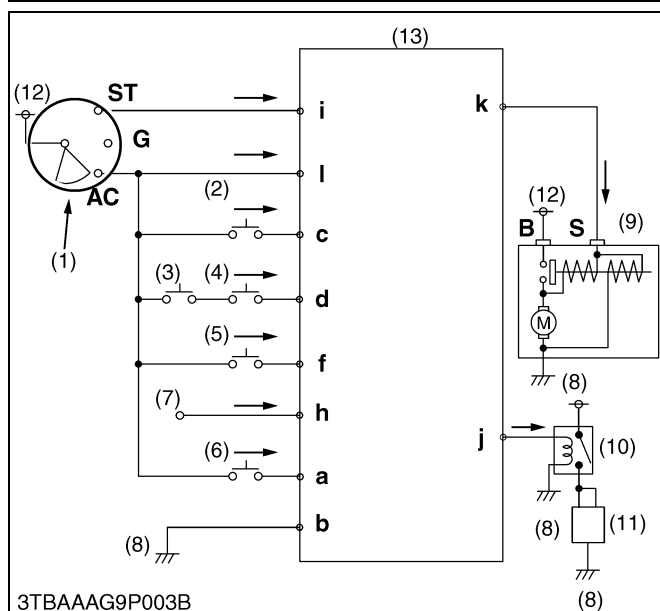 (13)
(12) ST
i
k
G
(2)
l
AC
(1)
c
(12)
B S (9)
(3) (4)
d
M
(5)
f
(7)
h
(8)
j
(10)
(6)
a
(8)
b
(8) (11)
(8)
3TBAAAG9P003B